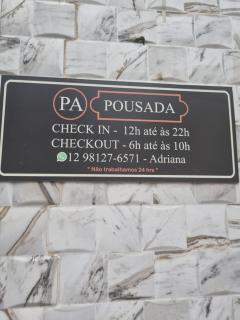 PA POUSADA
CHECK IN - 12h até às 22h
CHECKOUT - 6h às 10h
12 98127-6571 - Adriana
* Não trabalhamos 24 hrs *